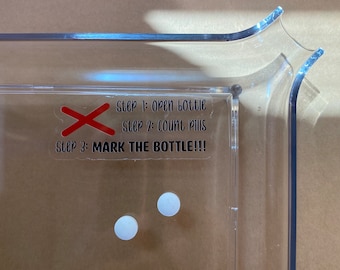 Step 1: Open Bottle
Step 2: Count Pills
Step 3: MARK THE BOTTLE!!!